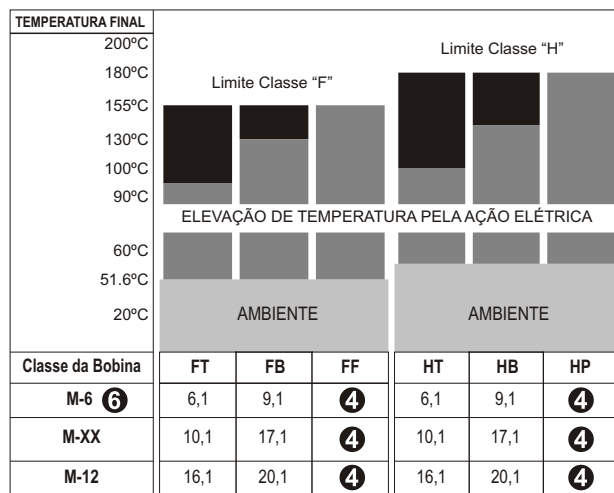 TEMPERATURA FINAL
200ºC
Limite Classe “H”
180ºC
Limite Classe “F”
155ºC
130ºC
100ºC
90ºC
ELEVAÇÃO DE TEMPERATURA PELA AÇÃO ELÉTRICA
60ºC
51.6ºC
20ºC AMBIENTE AMBIENTE
Classe da Bobina FT FB FF HT HB HP
M-6 6 6,1 9,1 4 6,1 9,1 4
M-XX 10,1 17,1 4 10,1 17,1 4
M-12 16,1 20,1 4 16,1 20,1 4